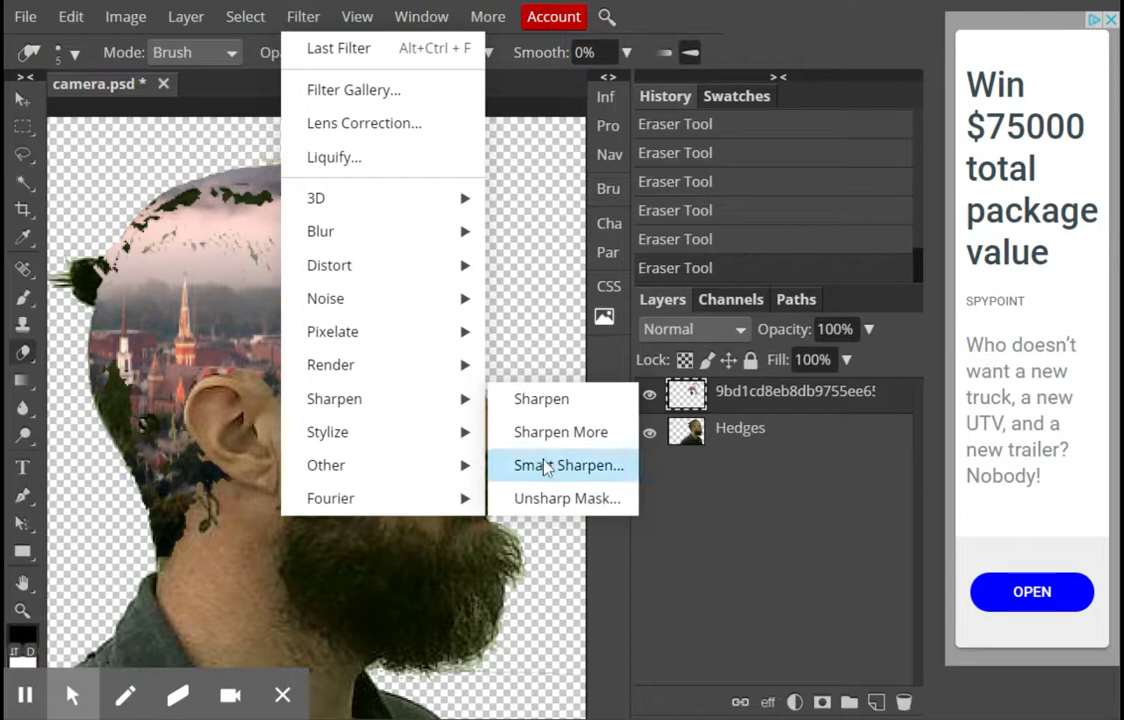 File Edit Image Layer Select Filter View Window More Account
5 Mode: Brush Smooth: 0%
camera.psd *
Last Filter Alt+Ctrl + F
Filter Gallery...
Lens Correction...
Liquify...
3D
Blur
Distort
Noise
Pixelate
Render
Sharpen
Stylize
Other
Fourier
Sharpen
Sharpen More
Smart Sharpen...
Unsharp Mask...
> <
< >
> <
Inf
Pro
Nav
Bru
Cha
Par
CSS
History Swatches
Eraser Tool
Eraser Tool
Eraser Tool
Eraser Tool
Eraser Tool
Eraser Tool
Layers Channels Paths
Normal Opacity: 100%
Lock: Fill: 100%
9bd1cd8eb8db9755ee65
Hedges
eff
T
D
Win
$75000
total
package
value
SPYPOINT
Who doesn't
want a new
truck, a new
UTV, and a
new trailer?
Nobody!
OPEN